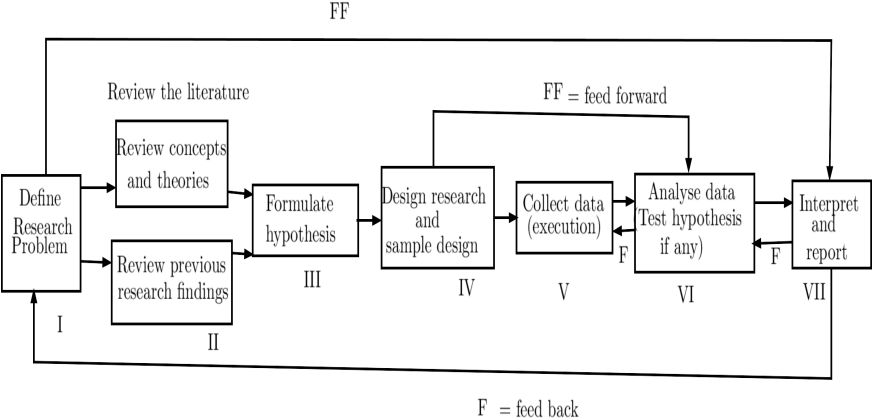 FF
Review the literature
FF = feed forward
Review concepts
and theories
Define
Research
Problem
I
Review previous
research findings
II
Formulate
hypothesis
III
Design research
and
sample design
IV
Collect data
(execution)
V
F
Analyse data
(Test hypothesis
if any)
VI
F
Interpret
and
report
VII
F = feed back